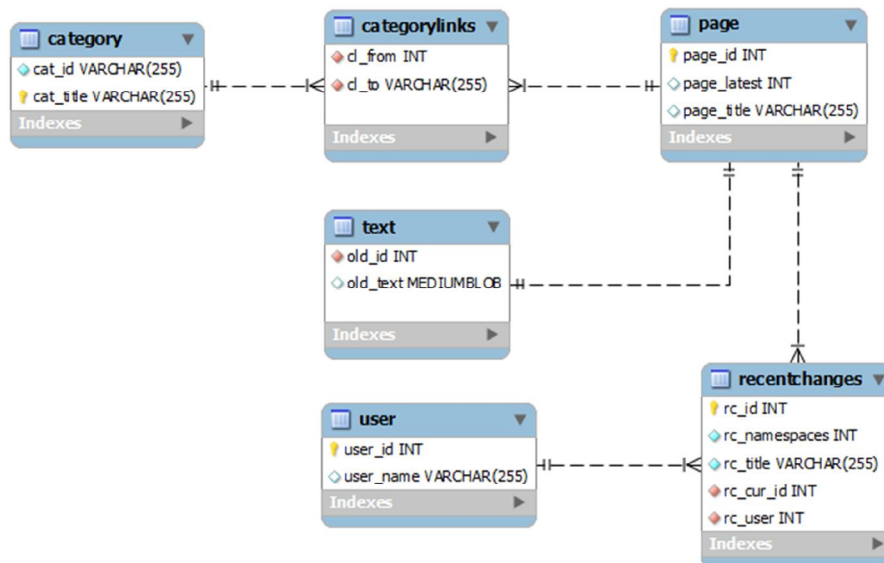 category
cat_id VARCHAR(255)
cat_title VARCHAR(255)
Indexes
categorylinks
cl_from INT
cl_to VARCHAR(255)
Indexes
page
page_id INT
page_latest INT
page_title VARCHAR(255)
Indexes
text
old_id INT
old_text MEDIUMBLOB
Indexes
user
user_id INT
user_name VARCHAR(255)
Indexes
recentchanges
rc_id INT
rc_namespaces INT
rc_title VARCHAR(255)
rc_cur_id INT
rc_user INT
Indexes